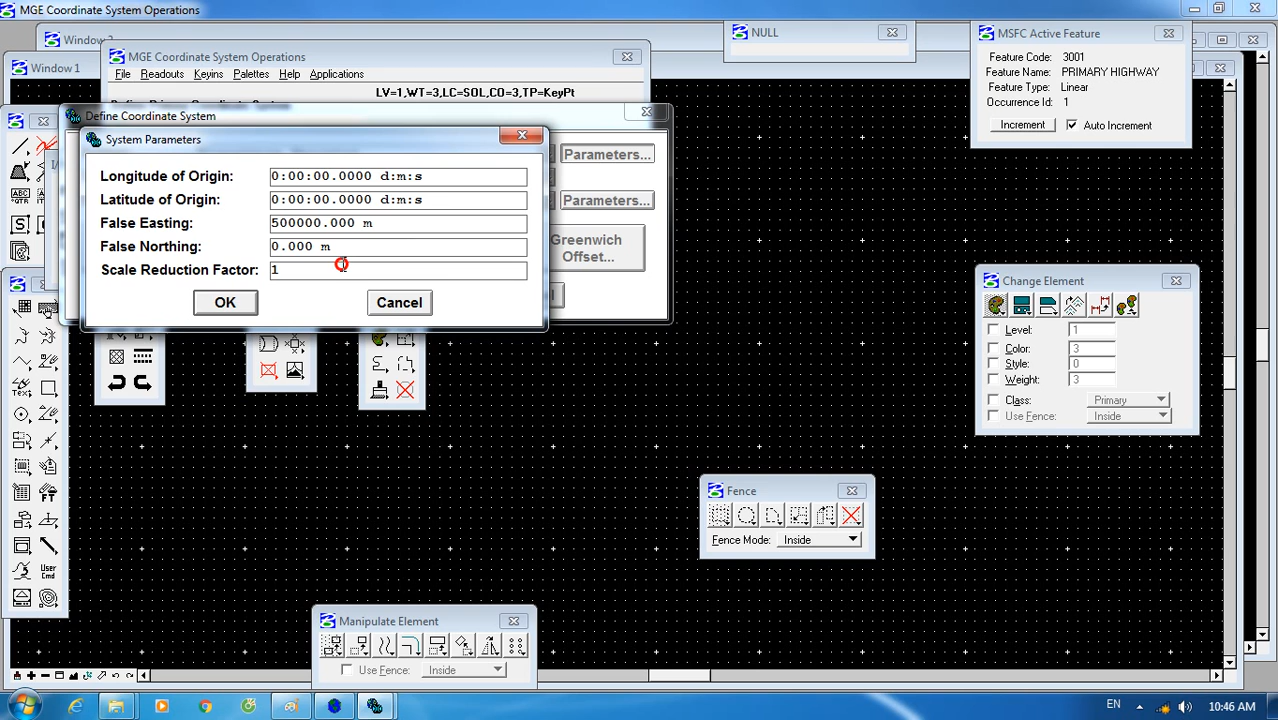 MGE Coordinate System Operations
Window 2
NULL
MSFC Active Feature
Window 1
MGE Coordinate System Operations
File Readouts Keyins Palettes Help Applications
LV=1,WT=3,LC=SOL,CO=3,TP=KeyPt
Feature Code: 3001
Feature Name: PRIMARY HIGHWAY
Feature Type: Linear
Occurrence Id: 1
Increment Auto Increment
Define Coordinate System
System Parameters
Longitude of Origin: 0:00:00.0000 d:m:s
Latitude of Origin: 0:00:00.0000 d:m:s
False Easting: 500000.000 m
False Northing: 0.000 m
Scale Reduction Factor: 1
OK Cancel
Parameters...
Parameters...
Greenwich
Offset...
Change Element
Level: 1
Color: 3
Style: 0
Weight: 3
Class: Primary
Use Fence: Inside
Fence
Fence Mode: Inside
Manipulate Element
Use Fence: Inside
User
Cmd
EN 10:46 AM